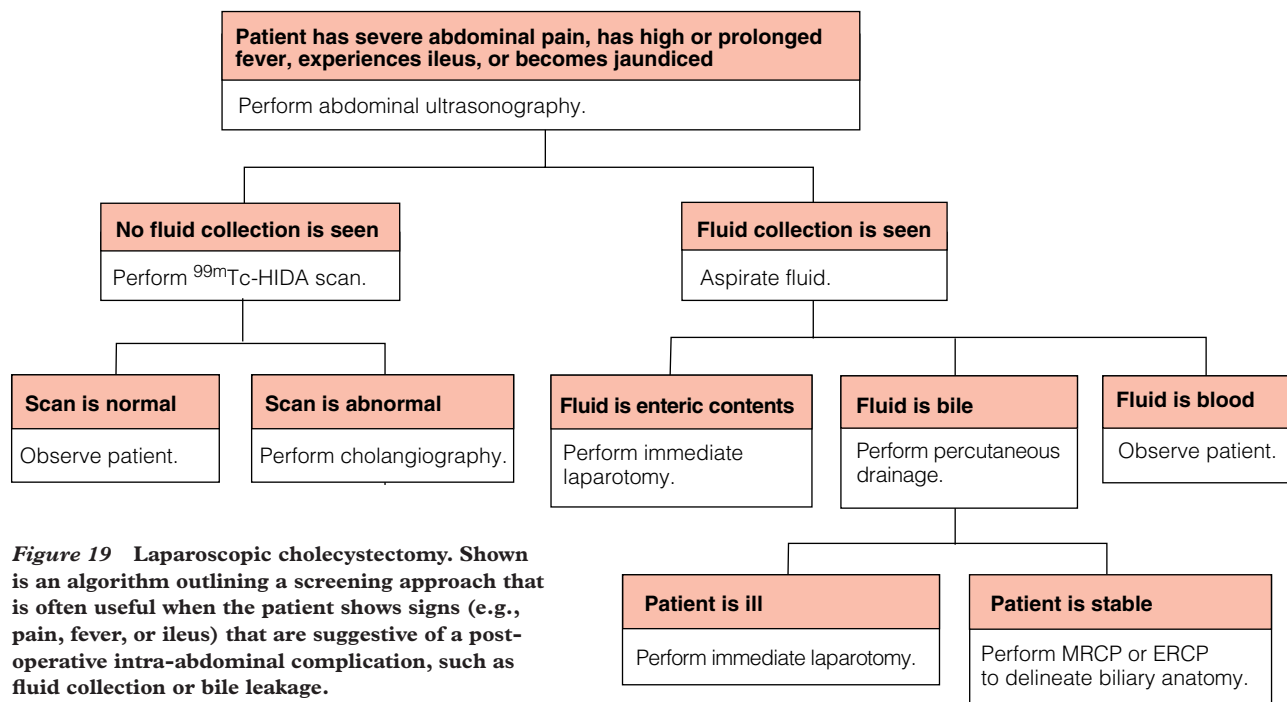 Patient has severe abdominal pain, has high or prolonged
fever, experiences ileus, or becomes jaundiced
Perform abdominal ultrasonography.
No fluid collection is seen
Perform 99mTc-HIDA scan.
Fluid collection is seen
Aspirate fluid.
Scan is normal
Observe patient.
Scan is abnormal
Perform cholangiography.
Fluid is enteric contents
Perform immediate
laparotomy.
Fluid is bile
Perform percutaneous
drainage.
Fluid is blood
Observe patient.
Patient is ill
Perform immediate laparotomy.
Patient is stable
Perform MRCP or ERCP
to delineate biliary anatomy.
Figure 19 Laparoscopic cholecystectomy. Shown
is an algorithm outlining a screening approach that
is often useful when the patient shows signs (e.g.,
pain, fever, or ileus) that are suggestive of a post-
operative intra-abdominal complication, such as
fluid collection or bile leakage.